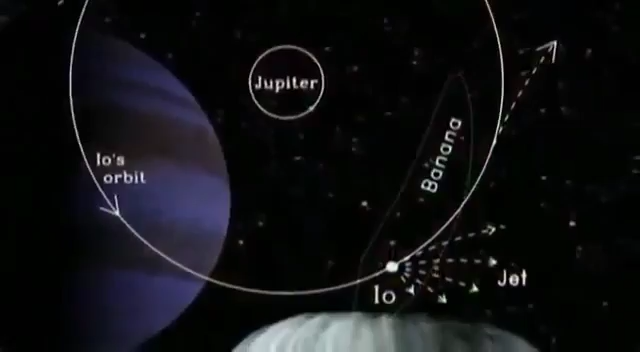 Jupiter
Io's
orbit
Banana
Io
Jet